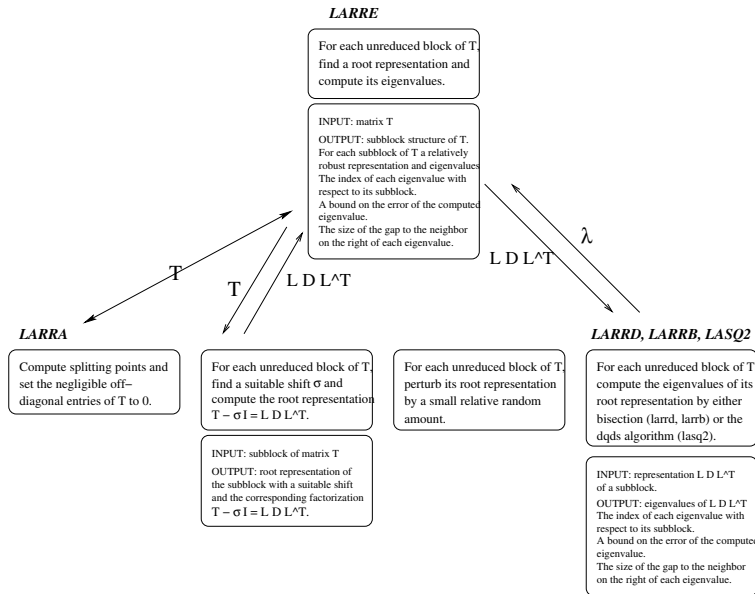 LARRE
For each unreduced block of T,
find a root representation and
compute its eigenvalues.
INPUT: matrix T
OUTPUT: subblock structure of T.
For each subblock of T a relatively
robust representation and eigenvalues
The index of each eigenvalue with
respect to its subblock.
A bound on the error of the computed
eigenvalue.
The size of the gap to the neighbor
on the right of each eigenvalue.
T
T
L D L^T
L D L^T
λ
LARRA
Compute splitting points and
set the negligible off−
diagonal entries of T to 0.
For each unreduced block of T,
find a suitable shift σ and
compute the root representation
T − σ I = L D L^T.
INPUT: subblock of matrix T
OUTPUT: root representation of
the subblock with a suitable shift
and the corresponding factorization
T − σ I = L D L^T.
For each unreduced block of T,
perturb its root representation
by a small relative random
amount.
LARRD, LARRB, LASQ2
For each unreduced block of T,
compute the eigenvalues of its
root representation by either
bisection (larrd, larrb) or the
dqds algorithm (lasq2).
INPUT: representation L D L^T
of a subblock.
OUTPUT: eigenvalues of L D L^T
The index of each eigenvalue with
respect to its subblock.
A bound on the error of the computed
eigenvalue.
The size of the gap to the neighbor
on the right of each eigenvalue.